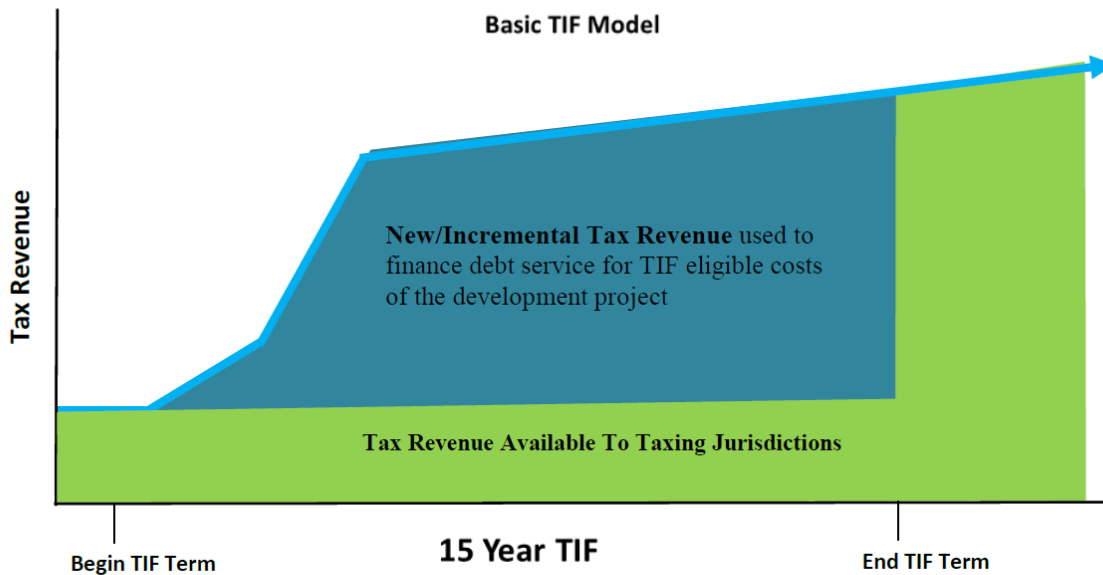 Basic TIF Model
Tax Revenue
New/Incremental Tax Revenue used to
finance debt service for TIF eligible costs
of the development project
Tax Revenue Available To Taxing Jurisdictions
Begin TIF Term
15 Year TIF
End TIF Term